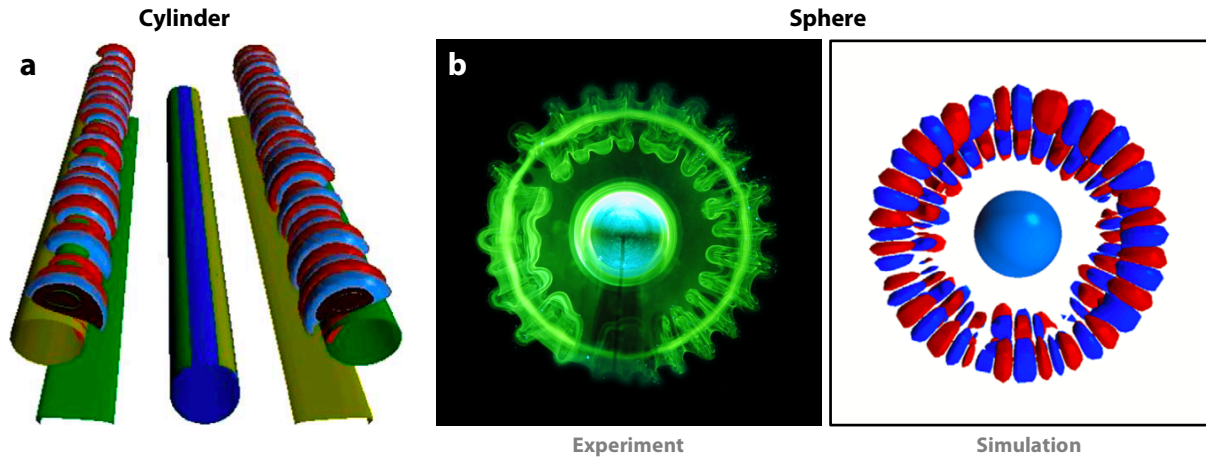 Cylinder
Sphere
a
b
Experiment
Simulation